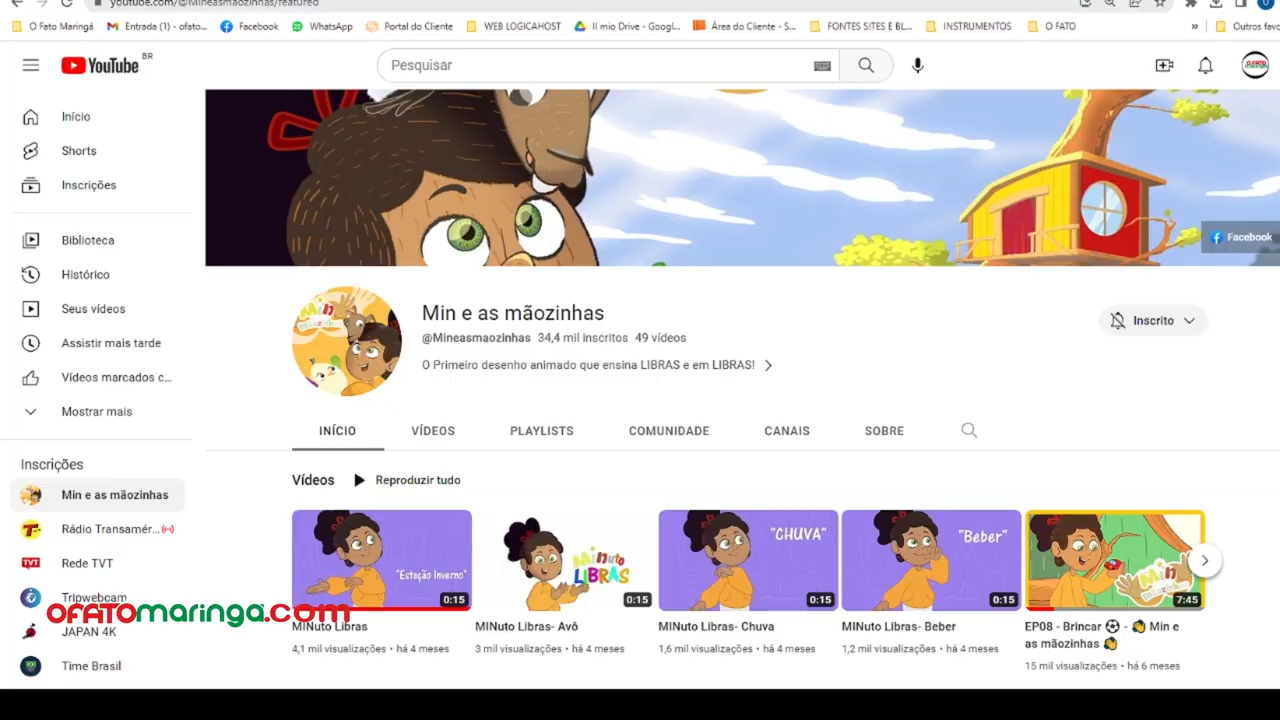 youtube.com/@Mineasmaozinhas/featured
O Fato Maringá Entrada (1) - ofato... Facebook WhatsApp Portal do Cliente WEB LOGICAHOST Il mio Drive - Googl... Área do Cliente - S... FONTES SITES E BL... INSTRUMENTOS O FATO » Outros favo
YouTube BR
Pesquisar
Início
Shorts
Inscrições
Biblioteca
Histórico
Seus vídeos
Assistir mais tarde
Vídeos marcados c...
Mostrar mais
Inscrições
Min e as mãozinhas
Rádio Transamér...
Rede TVT
Tripwebcam
JAPAN 4K
Time Brasil
OFATOmaringa.com
Facebook
Min e as mãozinhas
@Mineasmaozinhas 34,4 mil inscritos 49 vídeos
O Primeiro desenho animado que ensina LIBRAS e em LIBRAS!
Inscrito
INÍCIO VÍDEOS PLAYLISTS COMUNIDADE CANAIS SOBRE
Vídeos Reproduzir tudo
"Estação Inverno" 0:15
MINuto LIBRAS 0:15
"CHUVA" 0:15
"Beber" 0:15
Min mãozinhas 7:45
MINuto Libras MINuto Libras- Avô MINuto Libras- Chuva MINuto Libras- Beber EP08 - Brincar ⚽ - 👏 Min e
as mãozinhas 👏
4,1 mil visualizações • há 4 meses 3 mil visualizações • há 4 meses 1,6 mil visualizações • há 4 meses 1,2 mil visualizações • há 4 meses
15 mil visualizações • há 6 meses